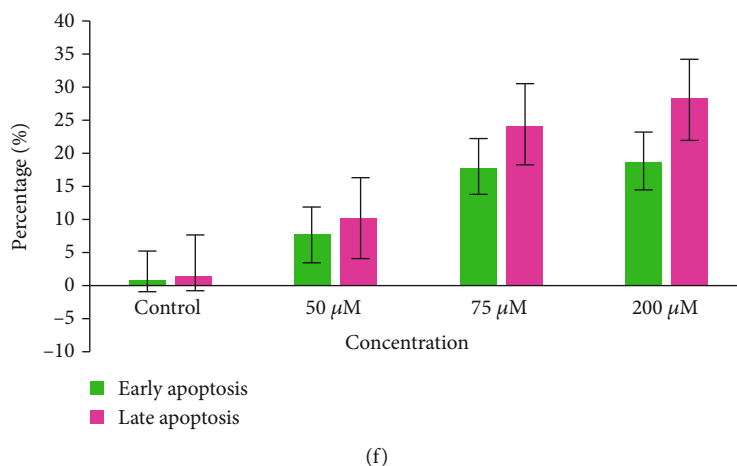 40
35
30
25
20
15
10
5
0
–5
–10
Percentage (%)
Control
50 μM
75 μM
200 μM
Concentration
Early apoptosis
Late apoptosis
(f)